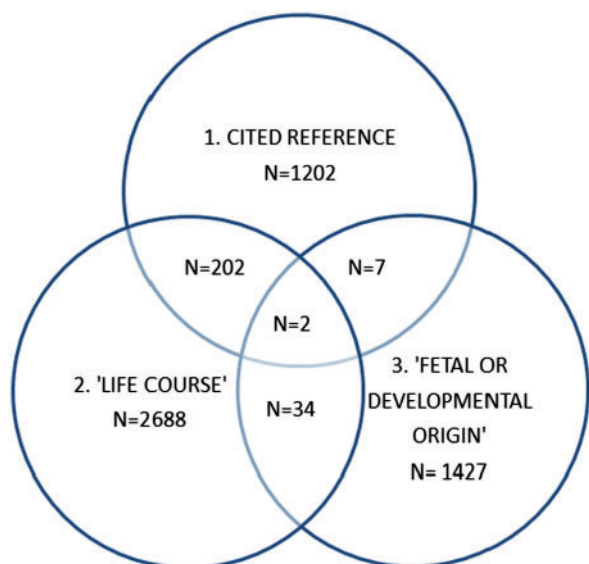 1. CITED REFERENCE
N=1202
N=202
N=7
N=2
2. 'LIFE COURSE'
N=2688
N=34
3. 'FETAL OR
DEVELOPMENTAL
ORIGIN'
N= 1427